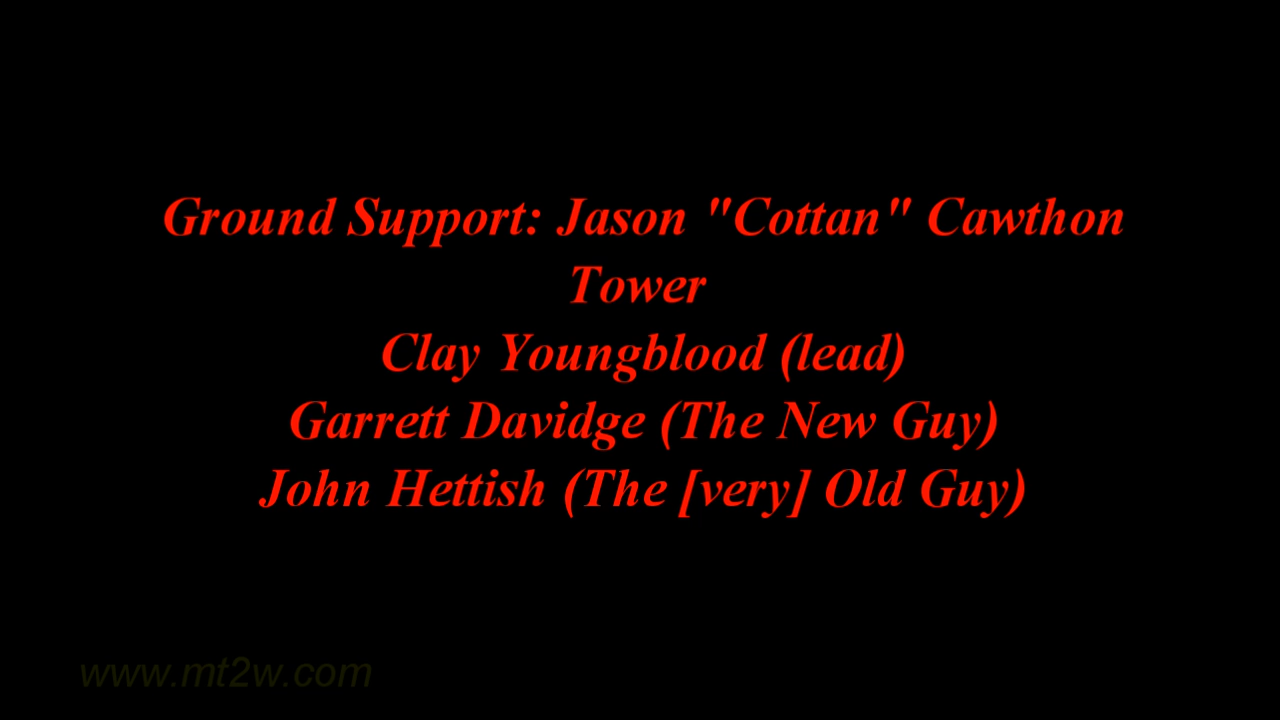 Ground Support: Jason "Cottan" Cawthon
Tower
Clay Youngblood (lead)
Garrett Davidge (The New Guy)
John Hettish (The [very] Old Guy)
www.mt2w.com